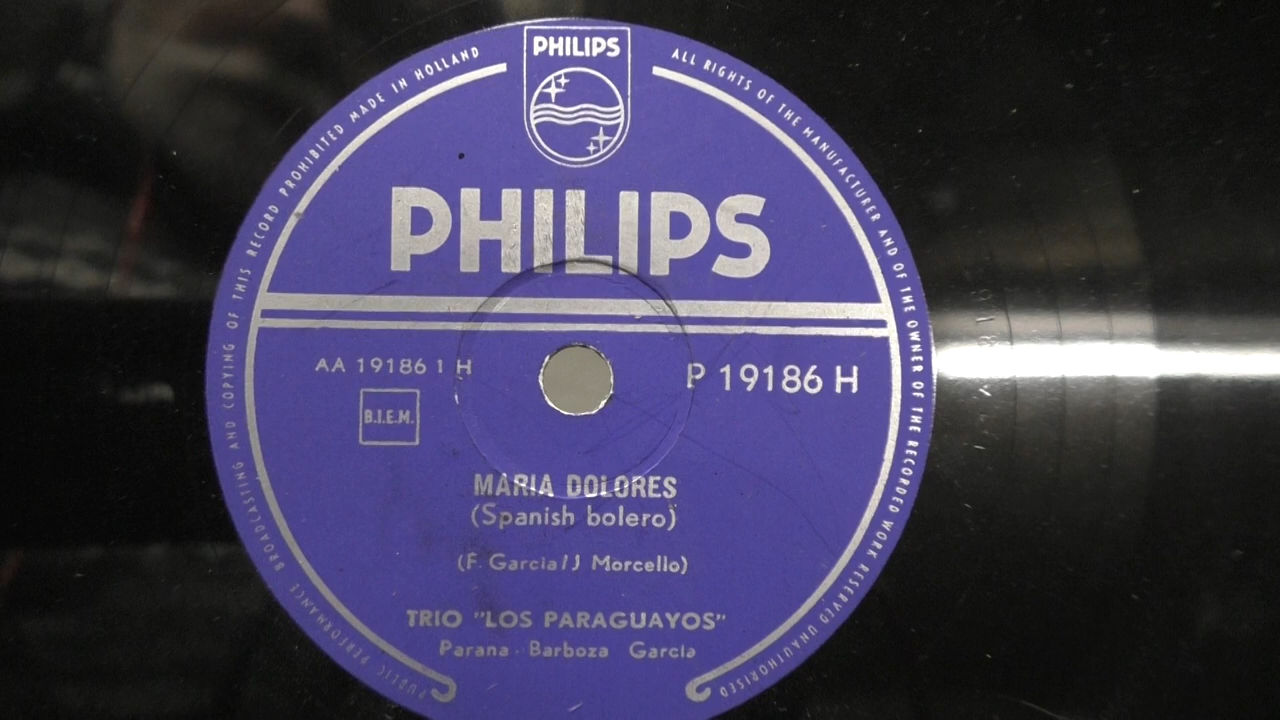 PHILIPS
ALL RIGHTS OF THE MANUFACTURER AND OF THE OWNER OF THE RECORDED WORK RESERVED UNAUTHORISED
PUBLIC PERFORMANCE BROADCASTING AND COPYING OF THIS RECORD PROHIBITED MADE IN HOLLAND
PHILIPS
AA 19186 1 H
P 19186 H
B.I.E.M.
MARIA DOLORES
(Spanish bolero)
(F. Garcia/J Morcello)
TRIO "LOS PARAGUAYOS"
Parana - Barboza Garcia